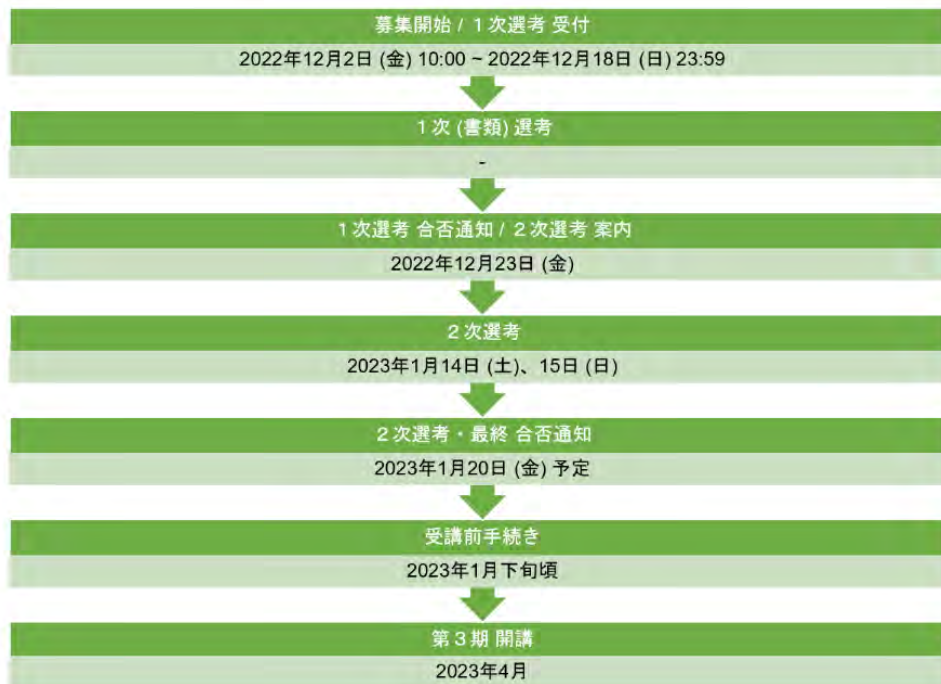 募集開始 / １次選考 受付
2022年12月2日 (金) 10:00 ~ 2022年12月18日 (日) 23:59
１次 (書類) 選考
-
１次選考 合否通知 / ２次選考 案内
2022年12月23日 (金)
２次選考
2023年1月14日 (土)、15日 (日)
２次選考・最終 合否通知
2023年1月20日 (金) 予定
受講前手続き
2023年1月下旬頃
第３期 開講
2023年4月